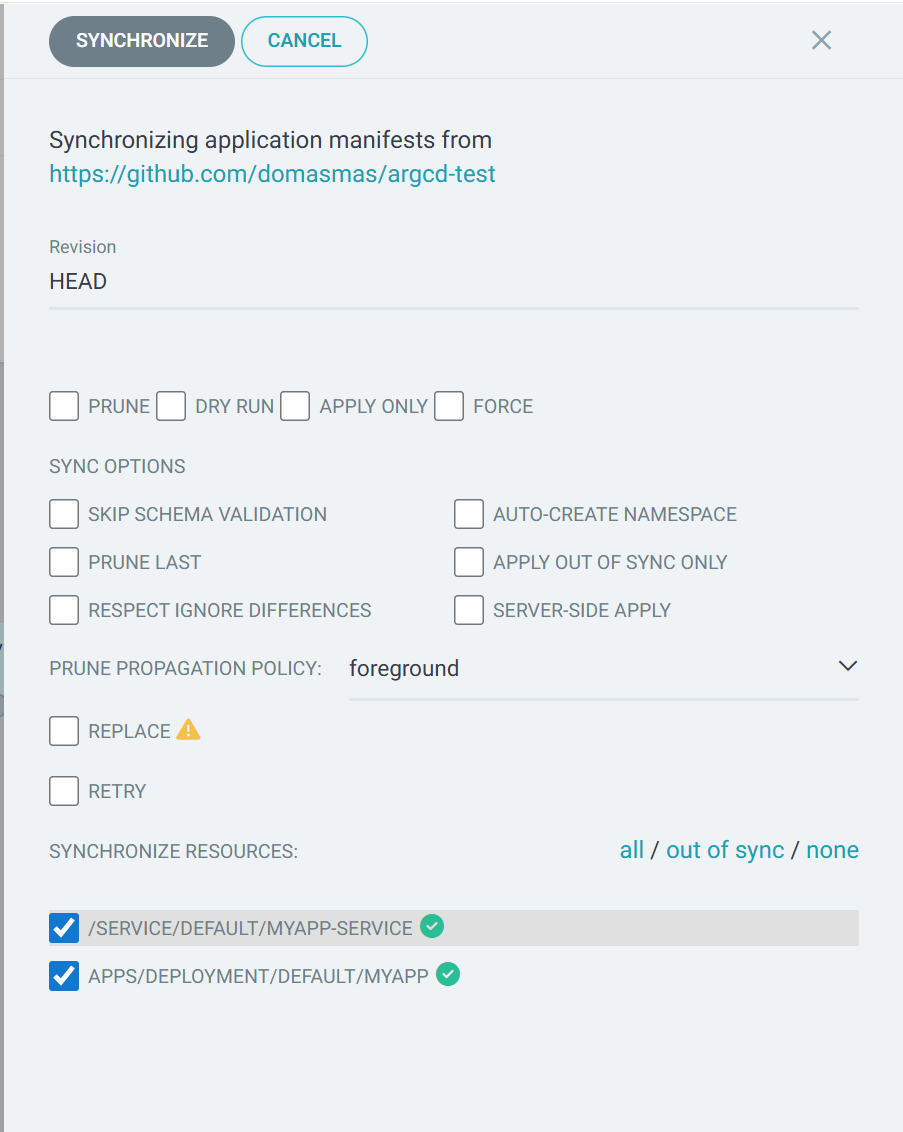 SYNCHRONIZE CANCEL
Synchronizing application manifests from
https://github.com/domasmas/argcd-test
Revision
HEAD
PRUNE DRY RUN APPLY ONLY FORCE
SYNC OPTIONS
SKIP SCHEMA VALIDATION AUTO-CREATE NAMESPACE
PRUNE LAST APPLY OUT OF SYNC ONLY
RESPECT IGNORE DIFFERENCES SERVER-SIDE APPLY
PRUNE PROPAGATION POLICY: foreground
REPLACE
RETRY
SYNCHRONIZE RESOURCES: all / out of sync / none
/SERVICE/DEFAULT/MYAPP-SERVICE
APPS/DEPLOYMENT/DEFAULT/MYAPP